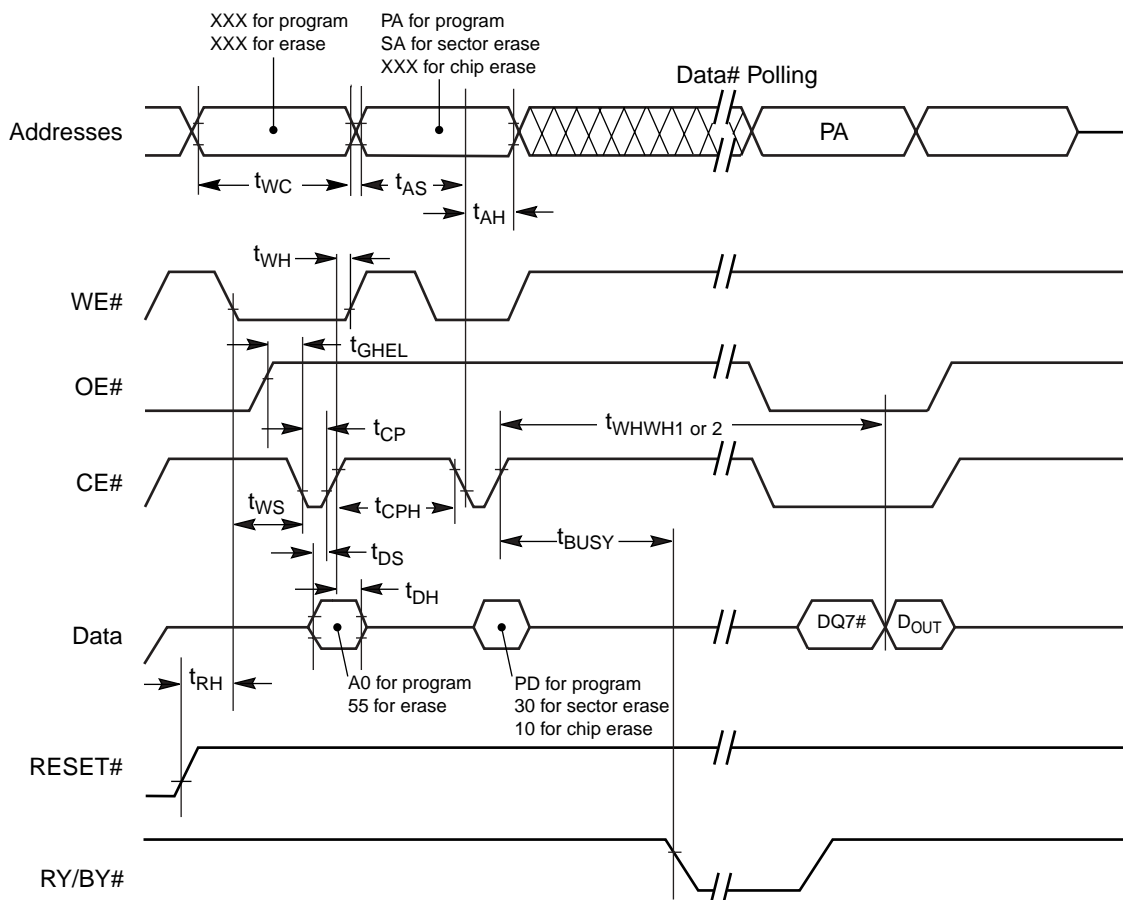 XXX for program
XXX for erase
PA for program
SA for sector erase
XXX for chip erase
Data# Polling
Addresses
PA
tWC
tAS
tAH
tWH
WE#
tGHEL
OE#
tWHWH1 or 2
tCP
CE#
tWS
tCPH
tBUSY
tDS
tDH
Data
DQ7#
DOUT
tRH
A0 for program
55 for erase
PD for program
30 for sector erase
10 for chip erase
RESET#
RY/BY#